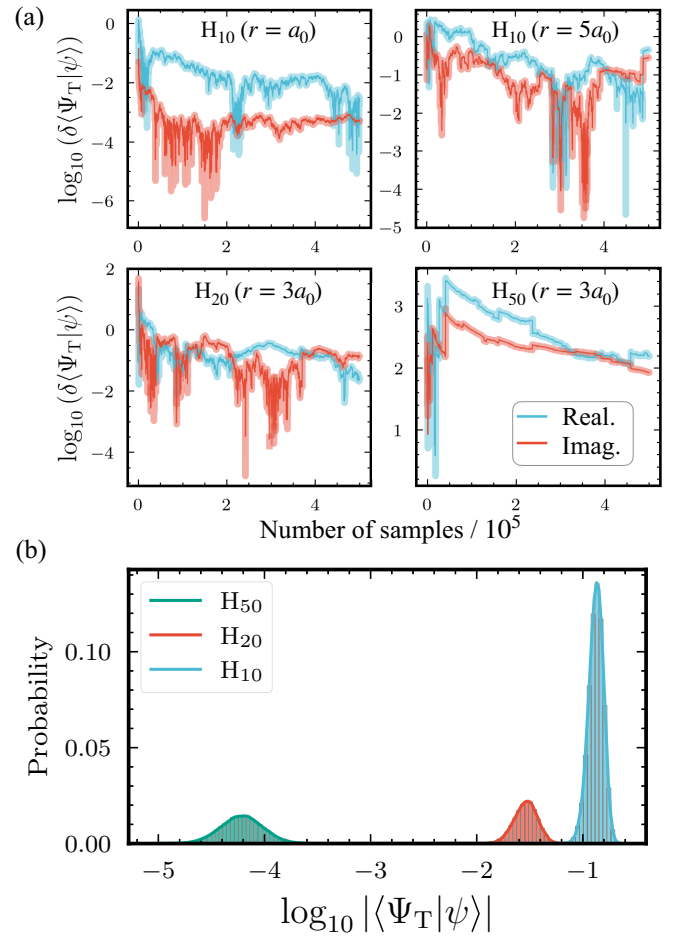 (a)
H10 (r = a0)
H10 (r = 5a0)
log10 (δ⟨ΨT|ψ⟩)
0
−2
−4
−6
0
2
4
0
−1
−2
−3
−4
−5
0
2
4
H20 (r = 3a0)
H50 (r = 3a0)
log10 (δ⟨ΨT|ψ⟩)
2
0
−2
−4
0
2
4
3
2
1
Real.
Imag.
0
2
4
Number of samples / 10^5
(b)
H50
H20
H10
Probability
0.10
0.05
0.00
−5
−4
−3
−2
−1
log10 |⟨ΨT|ψ⟩|